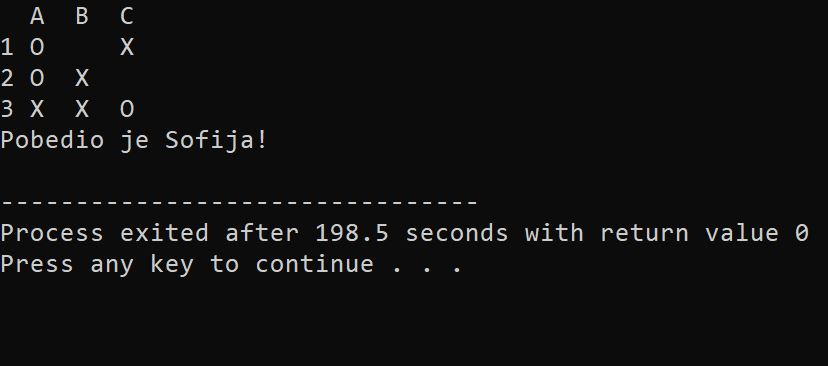 A B C
1 O X
2 O X
3 X X O
Pobedio je Sofija!
--------------------------------
Process exited after 198.5 seconds with return value 0
Press any key to continue . . .